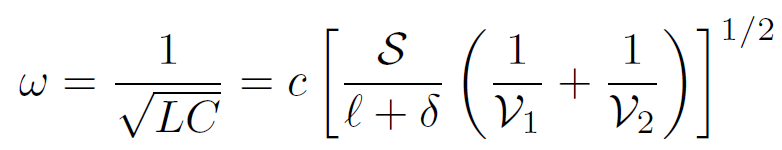 ω = 1/√(LC) = c [ 𝒮/(ℓ + δ) ( 1/𝒱₁ + 1/𝒱₂ ) ]^{1/2}